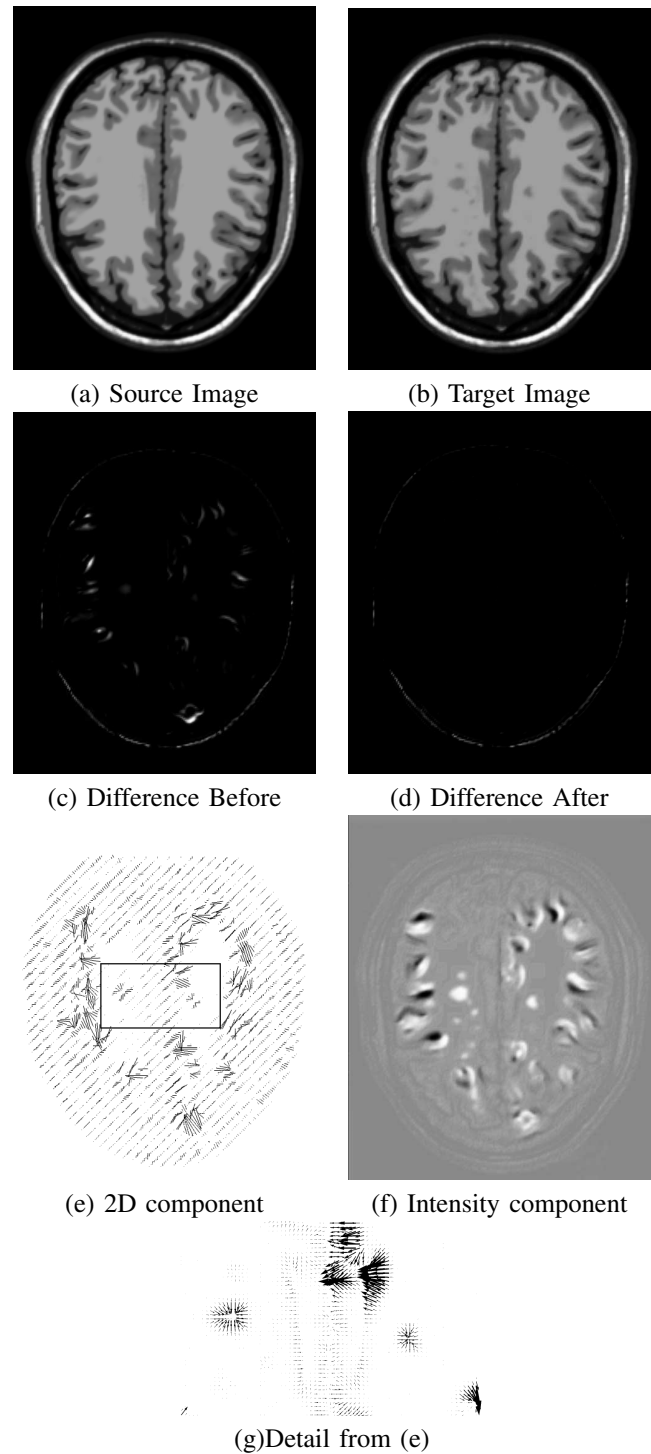 (a) Source Image
(b) Target Image
(c) Difference Before
(d) Difference After
(e) 2D component
(f) Intensity component
(g)Detail from (e)